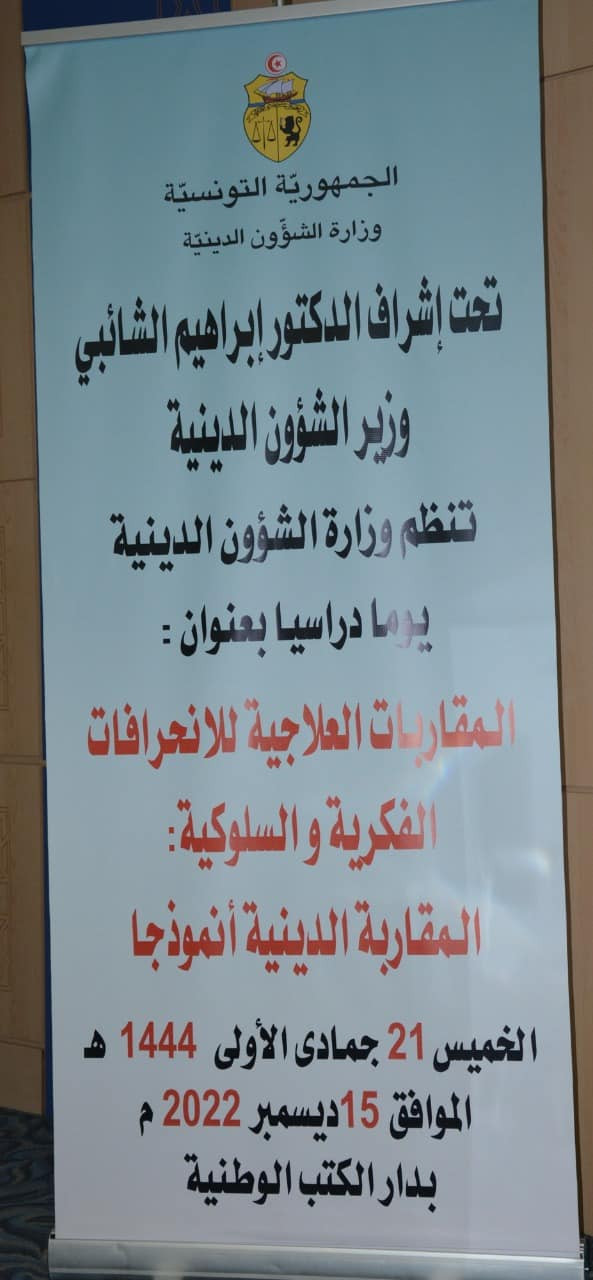 الجمهوريّة التونسيّة
وزارة الشؤّون الدينيّة
تحت إشراف الدكتور إبراهيم الشائبي
وزير الشؤون الدينية
تنظم وزارة الشؤون الدينية
يوما دراسيا بعنوان :
المقاربات العلاجية للانحرافات
الفكرية و السلوكية:
المقاربة الدينية أنموذجا
الخميس 21 جمادى الأولى 1444 هـ
الموافق 15ديسمبر 2022 م
بدار الكتب الوطنية